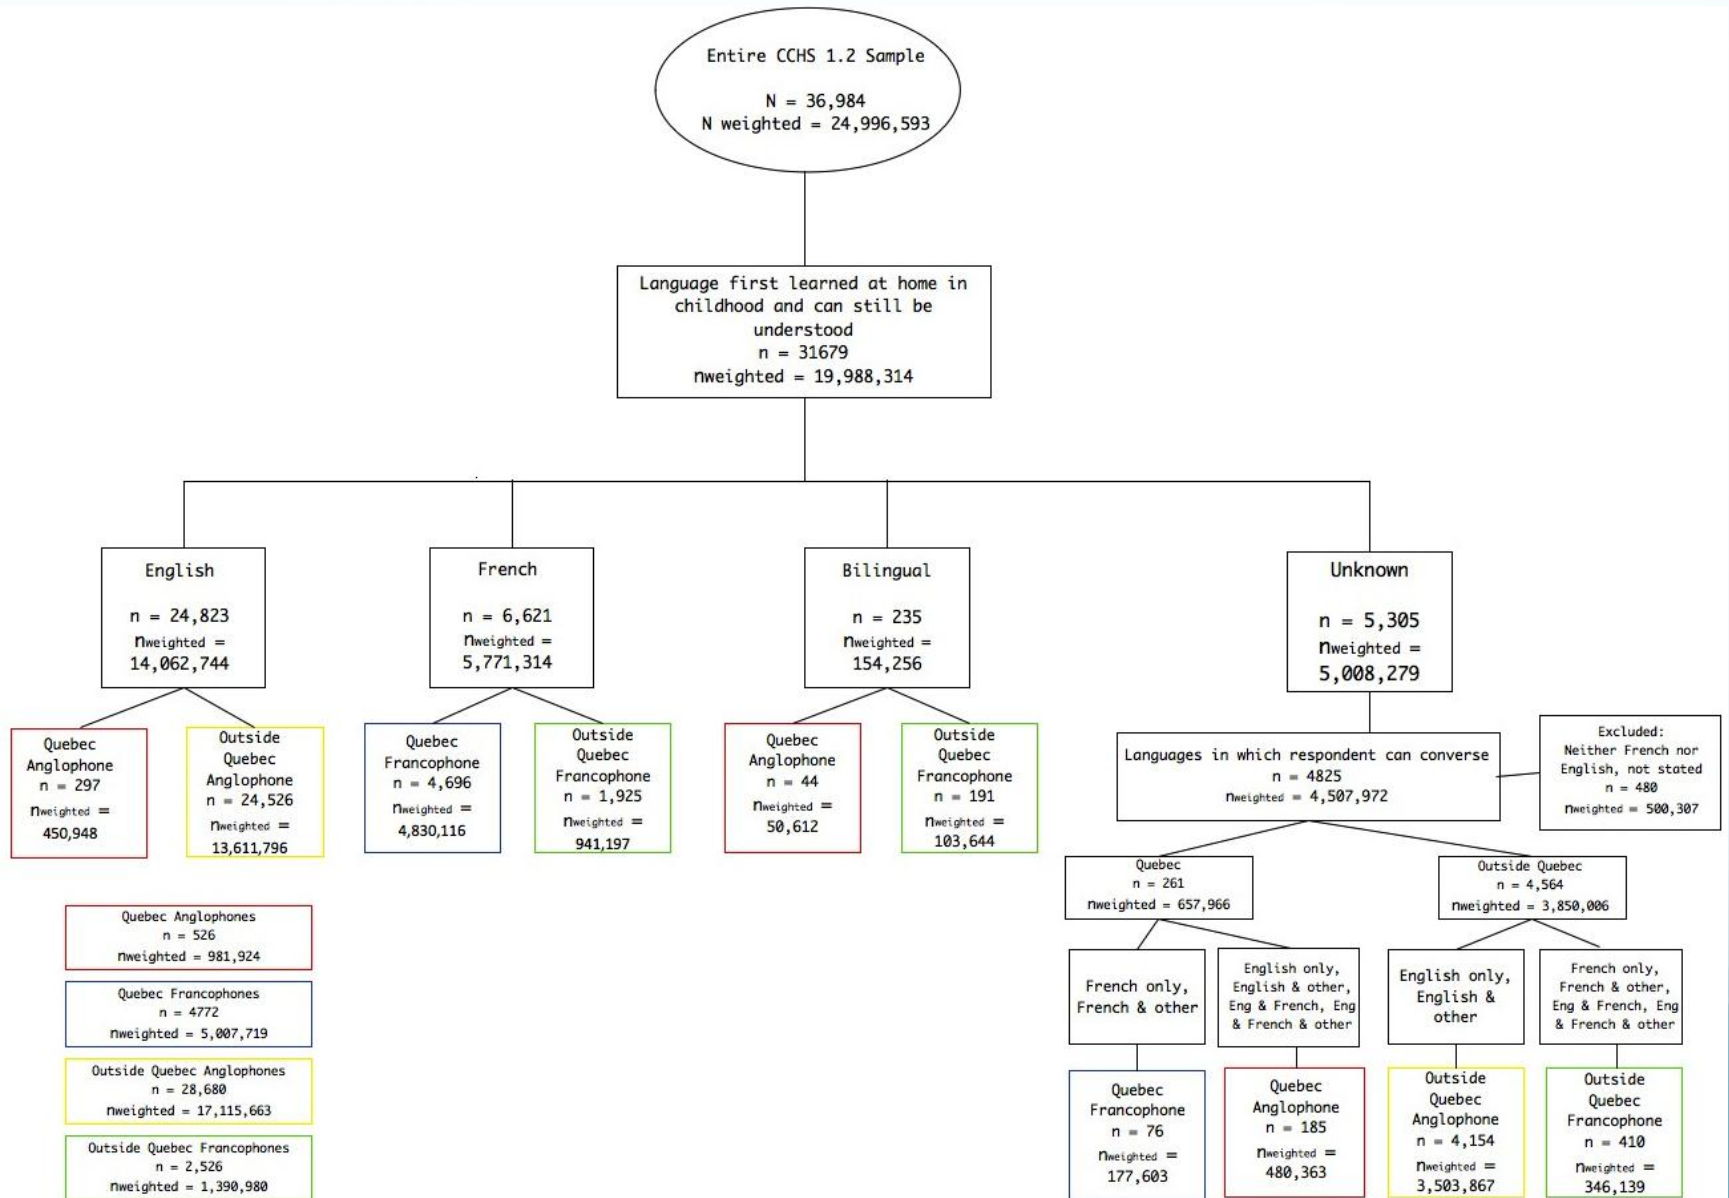 Entire CCHS 1.2 Sample
N = 36,984
N weighted = 24,996,593
Language first learned at home in
childhood and can still be
understood
n = 31679
nweighted = 19,988,314
English
n = 24,823
nweighted =
14,062,744
French
n = 6,621
nweighted =
5,771,314
Bilingual
n = 235
nweighted =
154,256
Unknown
n = 5,305
nweighted =
5,008,279
Quebec
Anglophone
n = 297
nweighted =
450,948
Outside
Quebec
Anglophone
n = 24,526
nweighted =
13,611,796
Quebec
Francophone
n = 4,696
nweighted =
4,830,116
Outside
Quebec
Francophone
n = 1,925
nweighted =
941,197
Quebec
Anglophone
n = 44
nweighted =
50,612
Outside
Quebec
Francophone
n = 191
nweighted =
103,644
Languages in which respondent can converse
n = 4825
nweighted = 4,507,972
Excluded:
Neither French nor
English, not stated
n = 480
nweighted = 500,307
Quebec
n = 261
nweighted = 657,966
Outside Quebec
n = 4,564
nweighted = 3,850,006
French only,
French & other
English only,
English & other,
Eng & French, Eng
& French & other
English only,
English &
other
French only,
French & other,
Eng & French, Eng
& French & other
Quebec
Francophone
n = 76
nweighted =
177,603
Quebec
Anglophone
n = 185
nweighted =
480,363
Outside
Quebec
Anglophone
n = 4,154
nweighted =
3,503,867
Outside
Quebec
Francophone
n = 410
nweighted =
346,139
Quebec Anglophones
n = 526
nweighted = 981,924
Quebec Francophones
n = 4772
nweighted = 5,007,719
Outside Quebec Anglophones
n = 28,680
nweighted = 17,115,663
Outside Quebec Francophones
n = 2,526
nweighted = 1,390,980